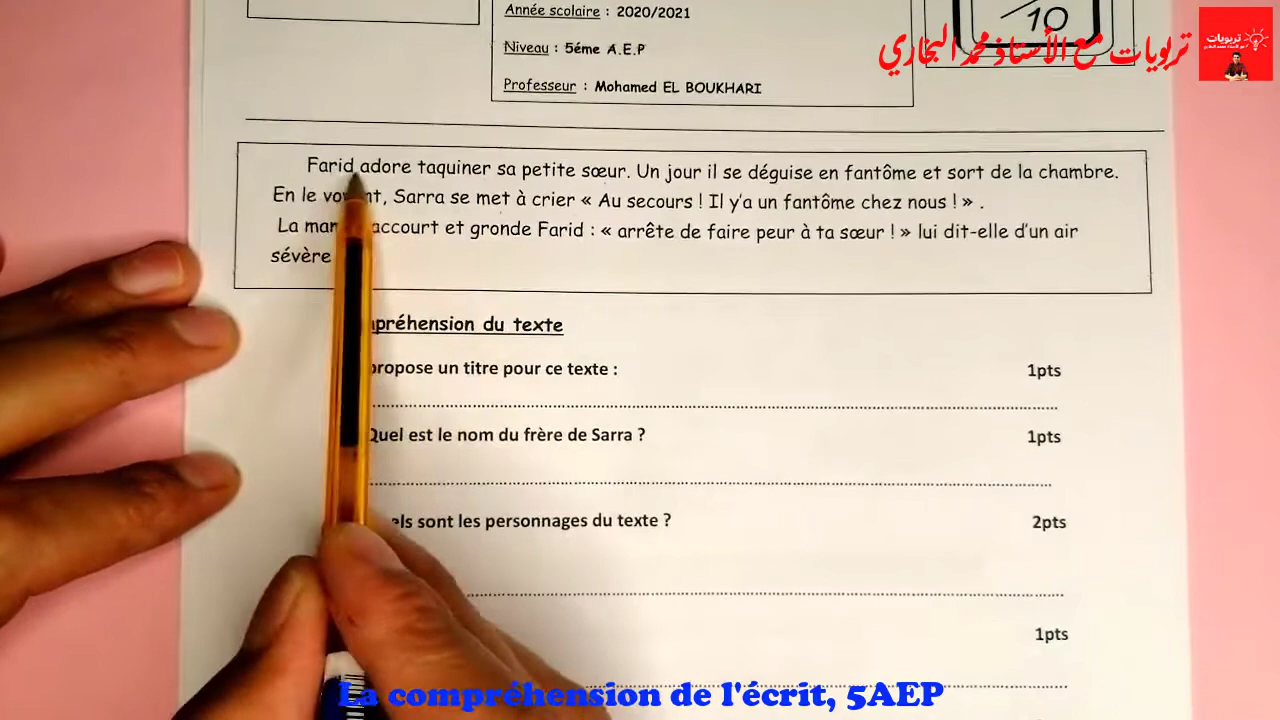 Année scolaire : 2020/2021
10
Niveau : 5éme A.E.P
تربويات مع الأستاذ محمد البخاري
تربويات
Professeur : Mohamed EL BOUKHARI
Farid adore taquiner sa petite sœur. Un jour il se déguise en fantôme et sort de la chambre.
En le, Sarra se met à crier « Au secours ! Il y'a un fantôme chez nous ! » .
La accourt et gronde Farid : « arrête de faire peur à ta sœur ! » lui dit-elle d'un air
sévère
préhension du texte
propose un titre pour ce texte : 1pts
Quel est le nom du frère de Sarra ? 1pts
els sont les personnages du texte ? 2pts
1pts
La compréhension de l'écrit, 5AEP